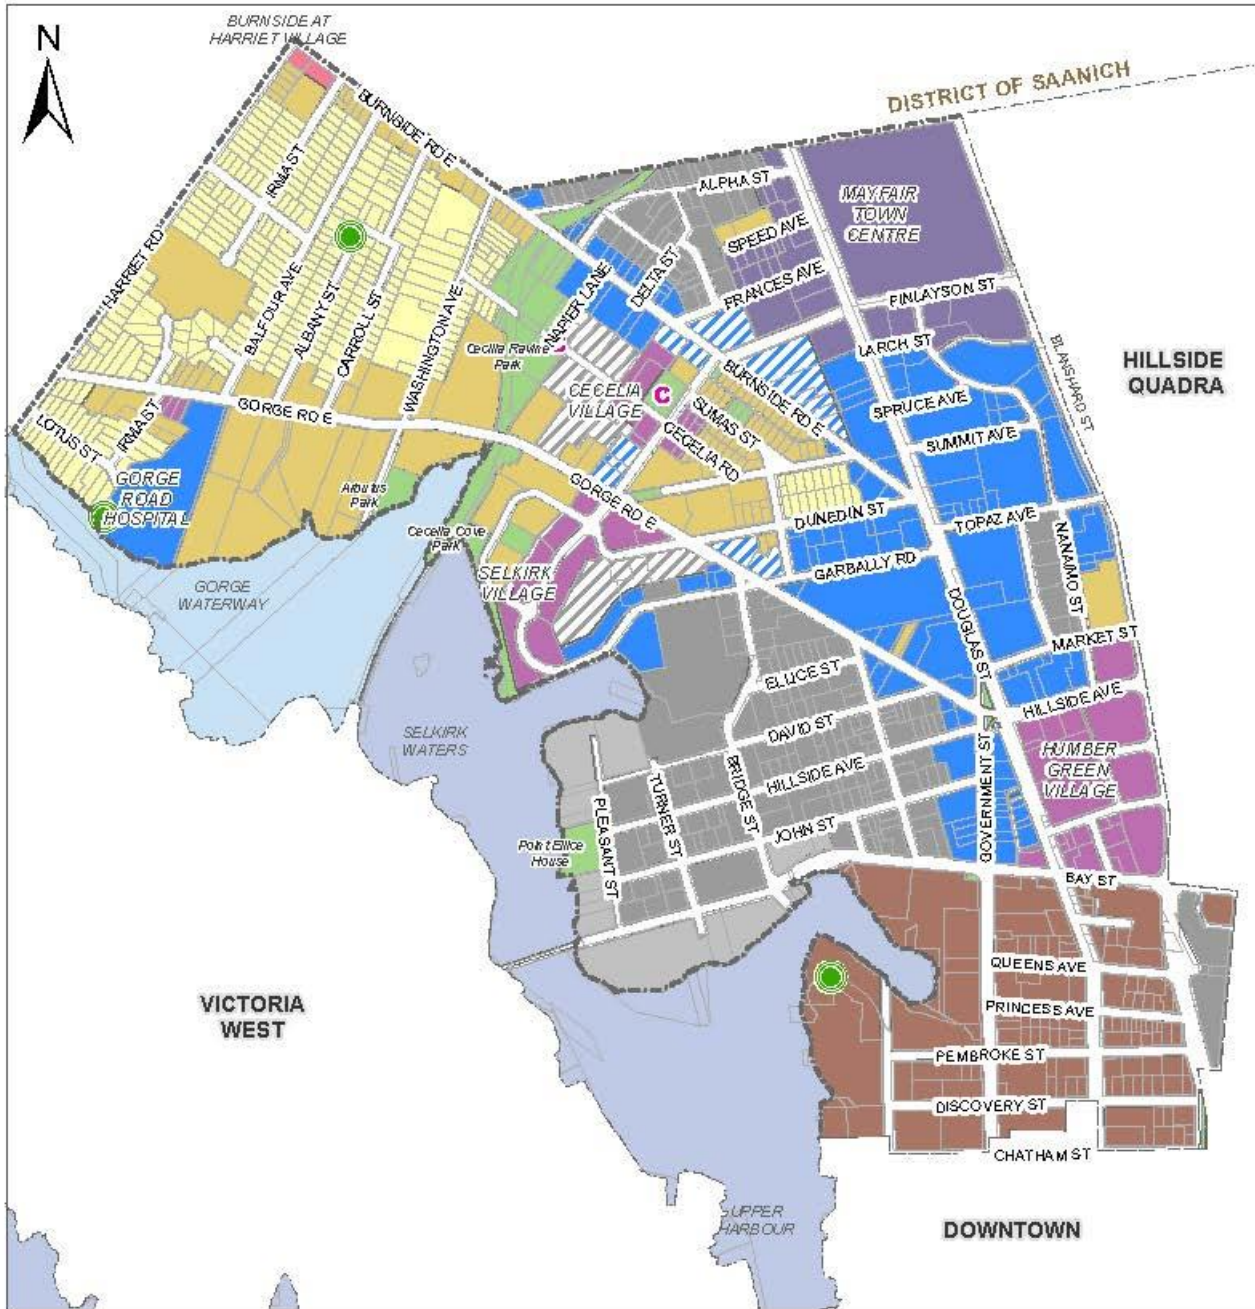 BURNSIDE AT
HARRIET VILLAGE
N
DISTRICT OF SAANICH
BURNSIDE RD E
IRMA ST
ALPHA ST
MAYFAIR
TOWN
CENTRE
SPEED AVE
HARRIET RD
DELTA ST
FRANCES AVE
NAPIER LANE
FINLAYSON ST
BALFOUR AVE
ALBANY ST
CARROLL ST
WASHINGTON AVE
LARCH ST
BLANSHARD ST
HILLSIDE
QUADRA
Cecilia Ravine
Park
CECELIA
VILLAGE
C
BURNSIDE RD E
SPRUCE AVE
SUMAS ST
SUMMIT AVE
GORGE RD E
CECELIA RD
LOTUS ST
IRMA ST
GORGE
ROAD
HOSPITAL
Arbutus
Park
GORGE RD E
DUNEDIN ST
TOPAZ AVE
NANAIMO ST
Cecelia Cove
Park
GARBALLY RD
SELKIRK
VILLAGE
GORGE
WATERWAY
DOUGLAS ST
MARKET ST
ELLICE ST
HILLSIDE AVE
DAVID ST
SELKIRK
WATERS
HUMBER
GREEN
VILLAGE
BRIDGE ST
HILLSIDE AVE
GOVERNMENT ST
TURNER ST
PLEASANT ST
JOHN ST
Point Ellice
House
BAY ST
QUEENS AVE
VICTORIA
WEST
PRINCESS AVE
PEMBROKE ST
DISCOVERY ST
CHATHAM ST
UPPER
HARBOUR
DOWNTOWN